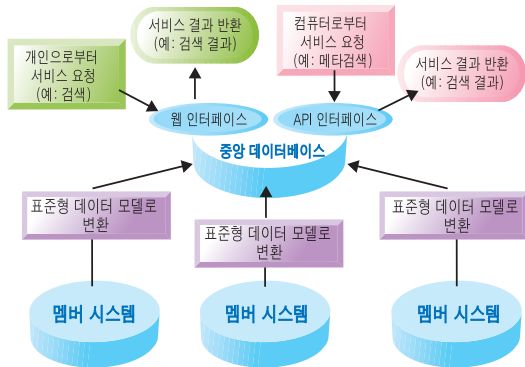 개인으로부터
서비스 요청
(예: 검색)
서비스 결과 반환
(예: 검색 결과)
컴퓨터로부터
서비스 요청
(예: 메타검색)
서비스 결과 반환
(예: 검색 결과)
웹 인터페이스
API 인터페이스
중앙 데이터베이스
표준형 데이터 모델로
변환
표준형 데이터 모델로
변환
표준형 데이터 모델로
변환
멤버 시스템
멤버 시스템
멤버 시스템